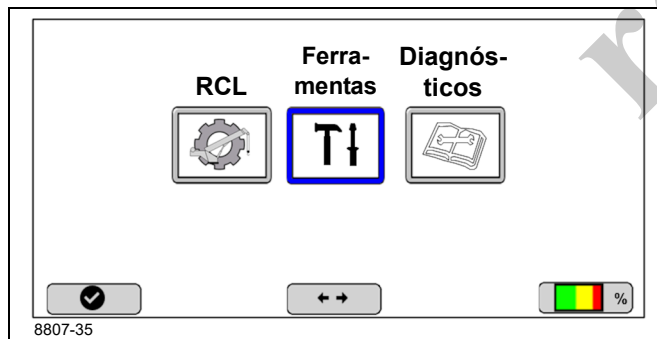 RCL
Ferra-
mentas
Diagnós-
ticos
%
8807-35